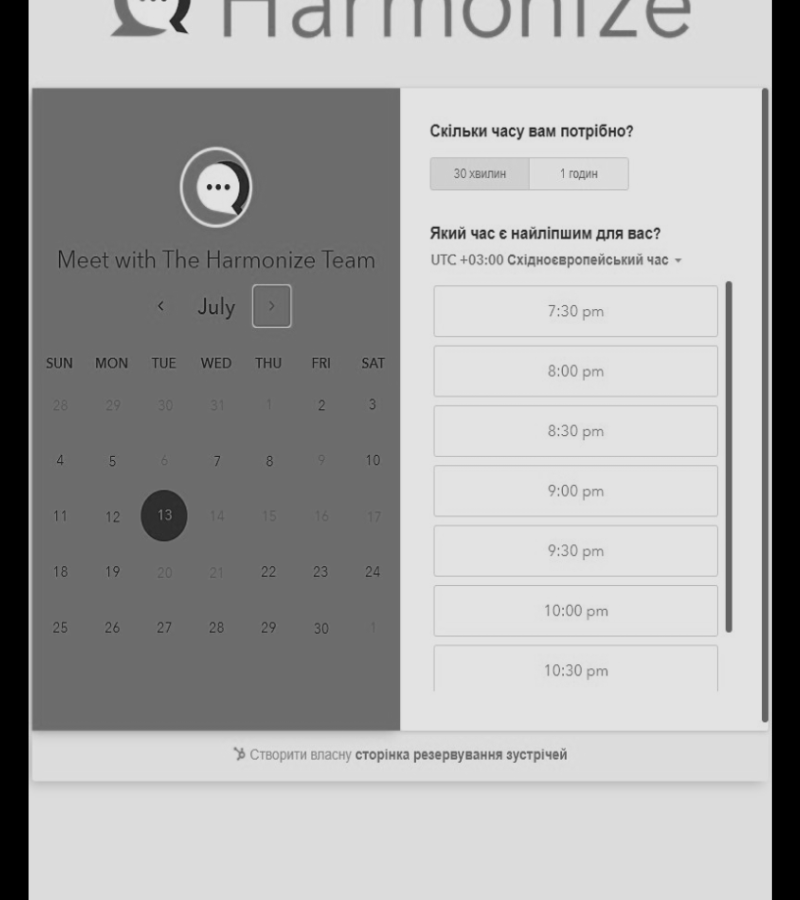 Harmonize
Meet with The Harmonize Team
July
SUN MON TUE WED THU FRI SAT
28 29 30 31 1 2 3
4 5 6 7 8 9 10
11 12 13 14 15 16 17
18 19 20 21 22 23 24
25 26 27 28 29 30 1
Скільки часу вам потрібно?
30 хвилин 1 годин
Який час є найліпшим для вас?
UTC +03:00 Східноєвропейський час
7:30 pm
8:00 pm
8:30 pm
9:00 pm
9:30 pm
10:00 pm
10:30 pm
Створити власну сторінка резервування зустрічей